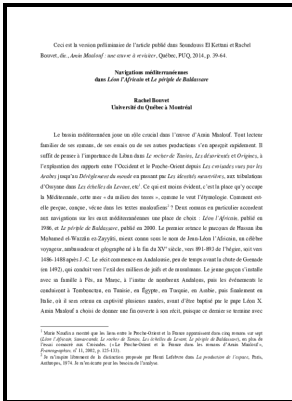 Ceci est la version préliminaire de l'article publié dans Soundouss El Kettani et Rachel
Bouvet, dir., Amin Maalouf : une œuvre à revisiter, Québec, PUQ, 2014, p. 39-64.
Navigations méditerranéennes
dans Léon l'Africain et Le périple de Baldassare
Rachel Bouvet
Université du Québec à Montréal
Le bassin méditerranéen joue un rôle crucial dans l'œuvre d'Amin Maalouf. Tout lecteur
familier de ses romans, de ses essais ou de ses autres productions s'en aperçoit rapidement. Il
suffit de penser à l'importance du Liban dans Le rocher de Tanios, Les désorientés et Origines, à
l'exploration des rapports entre l'Occident et le Proche-Orient depuis Les croisades vues par les
Arabes jusqu'au Dérèglement du monde en passant par Les identités meurtrières, aux tribulations
d'Ossyane dans Les échelles du Levant, etc¹. Ce qui est moins évident, c'est la place qu'y occupe
la Méditerranée, cette mer « du milieu des terres », comme le veut l'étymologie. Comment est-
elle perçue, conçue, vécue dans les textes maaloufiens² ? Deux romans en particulier accordent
aux navigations sur les eaux méditerranéennes une place de choix : Léon l'Africain, publié en
1986, et Le périple de Baldassare, publié en 2000. Le premier retrace le parcours de Hassan ibn
Mohamed el-Wazzân ez-Zayyâti, mieux connu sous le nom de Jean-Léon l'Africain, un célèbre
voyageur, ambassadeur et géographe né à la fin du XVᵉ siècle, vers 891-893 de l'hégire, soit vers
1486-1488 après J.-C. Le récit commence en Andalousie, peu de temps avant la chute de Grenade
(en 1492), qui conduit vers l'exil des milliers de juifs et de musulmans. Le jeune garçon s'installe
avec sa famille à Fès, au Maroc, à l'instar de nombreux Andalous, puis les événements le
conduisent à Tombouctou, en Tunisie, en Égypte, en Turquie, en Arabie, puis finalement en
Italie, où il sera retenu en captivité plusieurs années, avant d'être baptisé par le pape Léon X.
Amin Maalouf a choisi de donner une fin ouverte à son récit, puisque ce dernier se termine avec